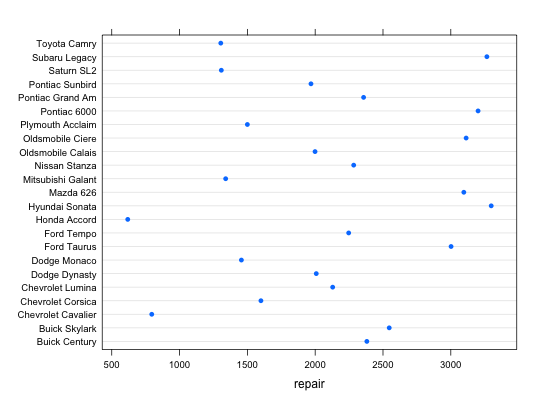 Toyota Camry
Subaru Legacy
Saturn SL2
Pontiac Sunbird
Pontiac Grand Am
Pontiac 6000
Plymouth Acclaim
Oldsmobile Ciere
Oldsmobile Calais
Nissan Stanza
Mitsubishi Galant
Mazda 626
Hyundai Sonata
Honda Accord
Ford Tempo
Ford Taurus
Dodge Monaco
Dodge Dynasty
Chevrolet Lumina
Chevrolet Corsica
Chevrolet Cavalier
Buick Skylark
Buick Century
500 1000 1500 2000 2500 3000
repair